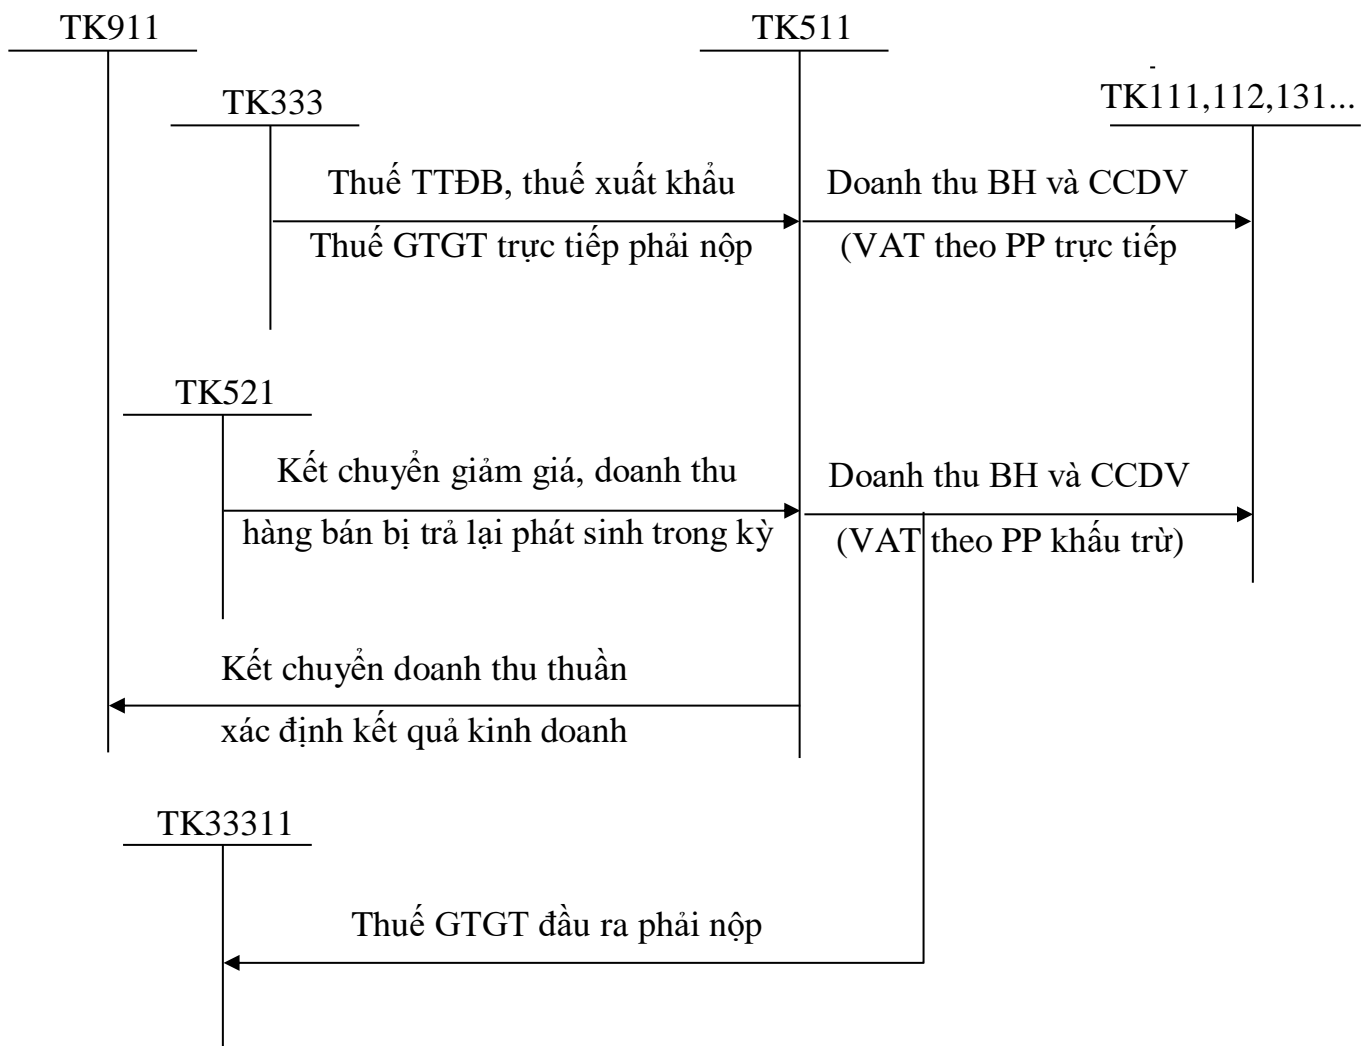 TK911
TK511
TK333
TK111,112,131...
Thuế TTĐB, thuế xuất khẩu
Doanh thu BH và CCDV
Thuế GTGT trực tiếp phải nộp
(VAT theo PP trực tiếp
TK521
Kết chuyển giảm giá, doanh thu
Doanh thu BH và CCDV
hàng bán bị trả lại phát sinh trong kỳ
(VAT theo PP khấu trừ)
Kết chuyển doanh thu thuần
xác định kết quả kinh doanh
TK33311
Thuế GTGT đầu ra phải nộp